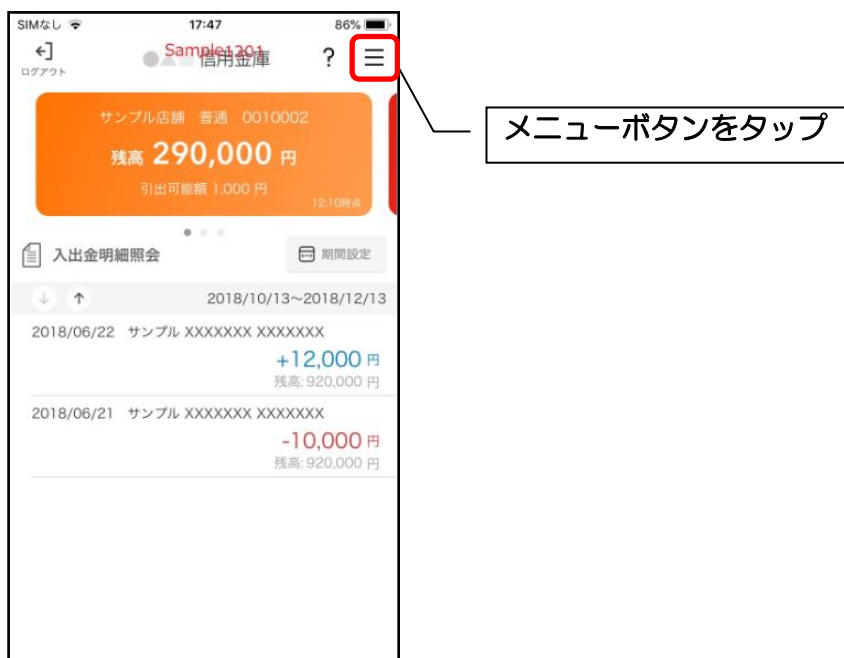 SIMなし 17:47 86%
Sample1201
●▲■信用金庫 ?
ログアウト
サンプル店舗 普通 0010002
残高 290,000 円
引出可能額 1,000 円
12:10時点
入出金明細照会 期間設定
↓ ↑ 2018/10/13~2018/12/13
2018/06/22 サンプル XXXXXXX XXXXXXX
+12,000 円
残高: 920,000 円
2018/06/21 サンプル XXXXXXX XXXXXXX
-10,000 円
残高: 920,000 円
メニューボタンをタップ